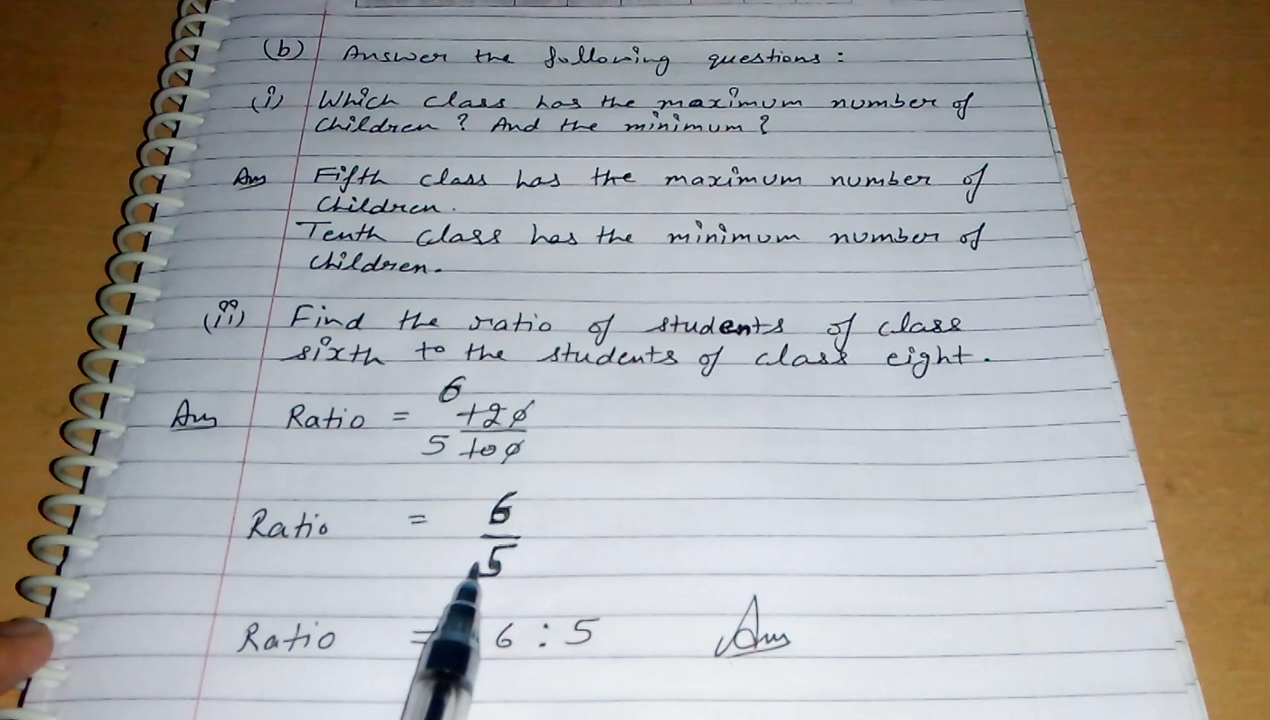 (b) Answer the following questions :
(i) Which class has the maximum number of
children ? And the minimum ?
Ans Fifth class has the maximum number of
children.
Tenth class has the minimum number of
children.
(ii) Find the ratio of students of class
sixth to the students of class eight.
6
Ans Ratio = 120
5 100
Ratio = 6
5
Ratio = 6 : 5 Ans